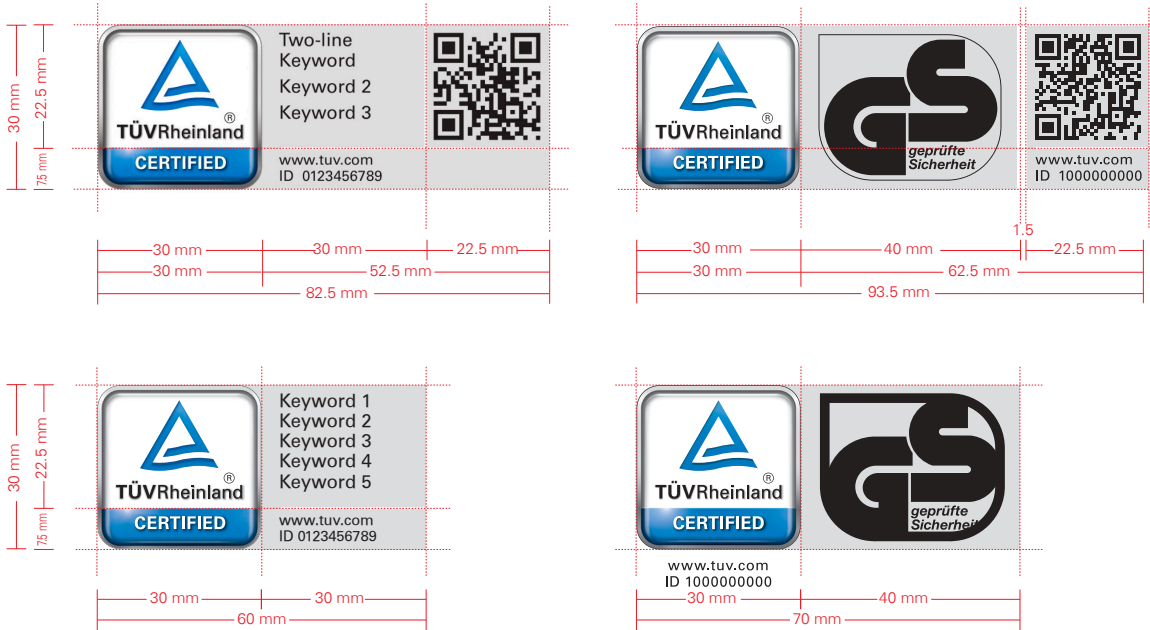 30 mm
22.5 mm
7.5 mm
TÜVRheinland
®
CERTIFIED
Two-line
Keyword
Keyword 2
Keyword 3
www.tuv.com
ID 0123456789
30 mm
30 mm
22.5 mm
30 mm
52.5 mm
82.5 mm
TÜVRheinland
®
CERTIFIED
GS
geprüfte
Sicherheit
www.tuv.com
ID 1000000000
1.5
30 mm
40 mm
22.5 mm
30 mm
62.5 mm
93.5 mm
30 mm
22.5 mm
7.5 mm
TÜVRheinland
®
CERTIFIED
Keyword 1
Keyword 2
Keyword 3
Keyword 4
Keyword 5
www.tuv.com
ID 0123456789
30 mm
30 mm
60 mm
TÜVRheinland
®
CERTIFIED
GS
geprüfte
Sicherheit
www.tuv.com
ID 1000000000
30 mm
40 mm
70 mm